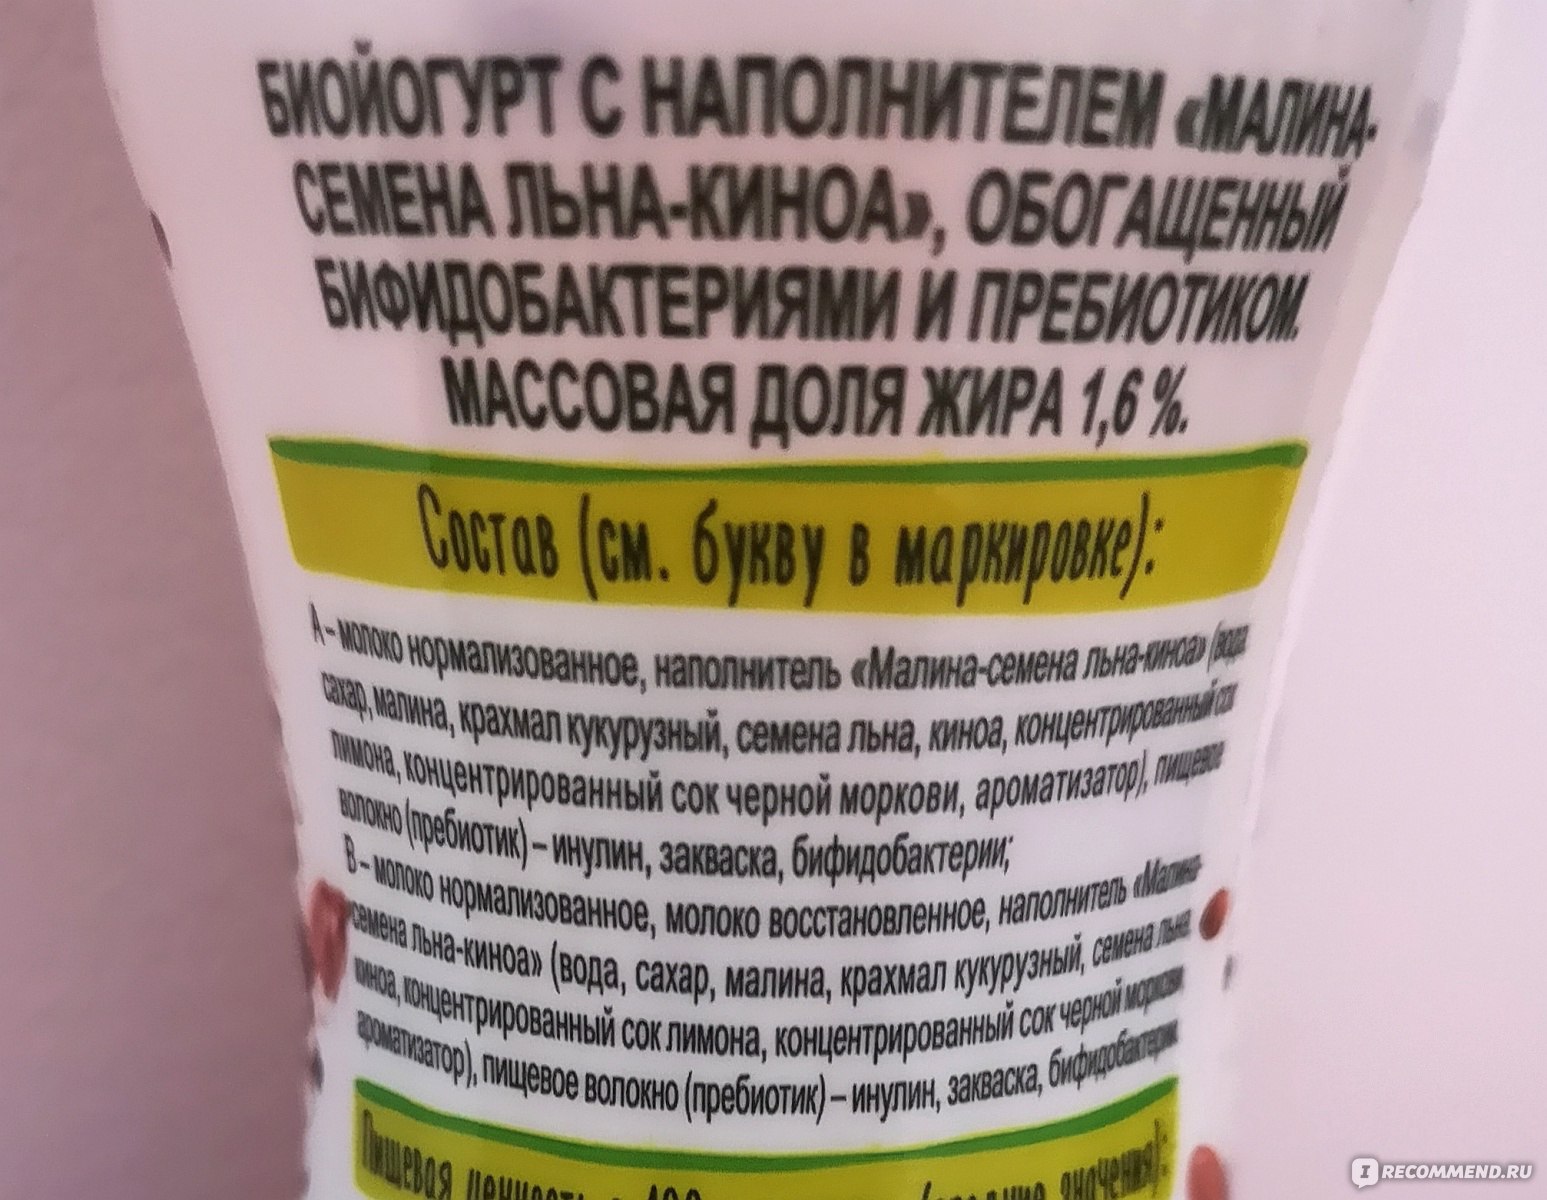 БИОЙОГУРТ С НАПОЛНИТЕЛЕМ «МАЛИНА-
СЕМЕНА ЛЬНА-КИНОА», ОБОГАЩЕННЫЙ
БИФИДОБАКТЕРИЯМИ И ПРЕБИОТИКОМ.
МАССОВАЯ ДОЛЯ ЖИРА 1,6 %.
Состав (см. букву в маркировке):
А – молоко нормализованное, наполнитель «Малина-семена льна-киноа» (вода
сахар, малина, крахмал кукурузный, семена льна, киноа, концентрированный сок
лимона, концентрированный сок черной моркови, ароматизатор), пищевое
волокно (пребиотик) – инулин, закваска, бифидобактерии;
В – молоко нормализованное, молоко восстановленное, наполнитель «Малина-
семена льна-киноа» (вода, сахар, малина, крахмал кукурузный, семена льна
киноа, концентрированный сок лимона, концентрированный сок черной моркови
ароматизатор), пищевое волокно (пребиотик) – инулин, закваска, бифидобактерии
Пищевая ценность 100 (средние значения):
IRECOMMEND.RU